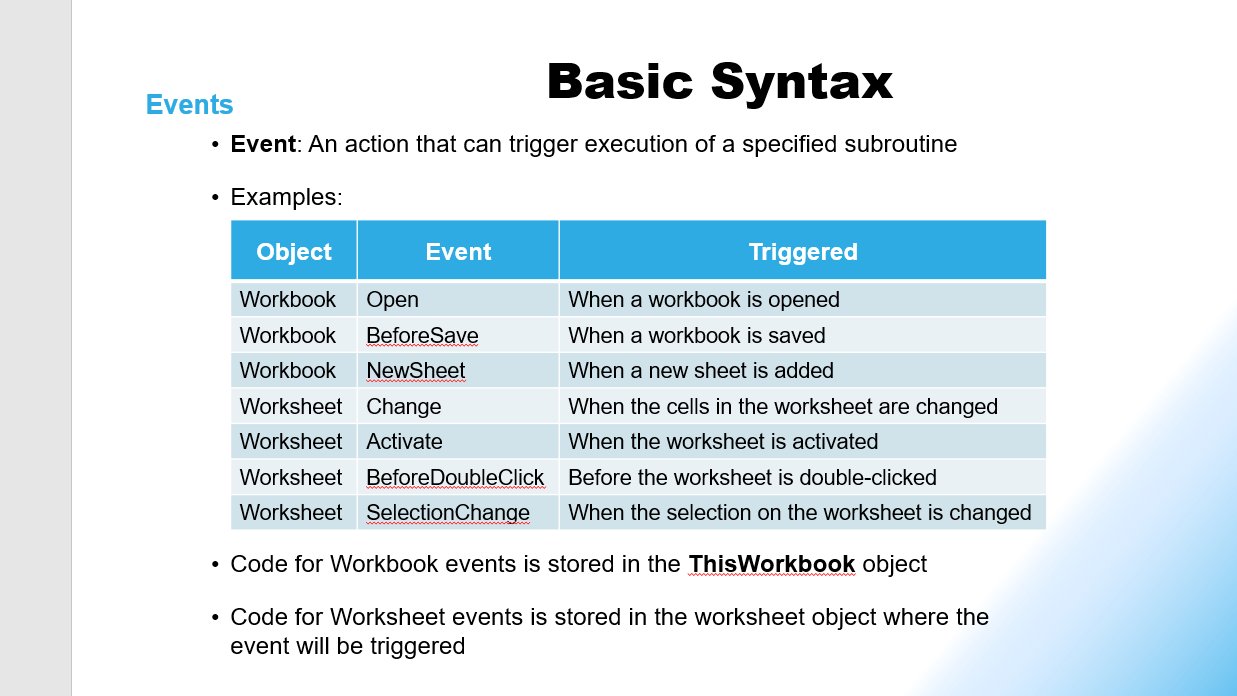 Basic Syntax
Events
• Event: An action that can trigger execution of a specified subroutine
• Examples:
Object Event Triggered
Workbook Open When a workbook is opened
Workbook BeforeSave When a workbook is saved
Workbook NewSheet When a new sheet is added
Worksheet Change When the cells in the worksheet are changed
Worksheet Activate When the worksheet is activated
Worksheet BeforeDoubleClick Before the worksheet is double-clicked
Worksheet SelectionChange When the selection on the worksheet is changed
• Code for Workbook events is stored in the ThisWorkbook object
• Code for Worksheet events is stored in the worksheet object where the
event will be triggered